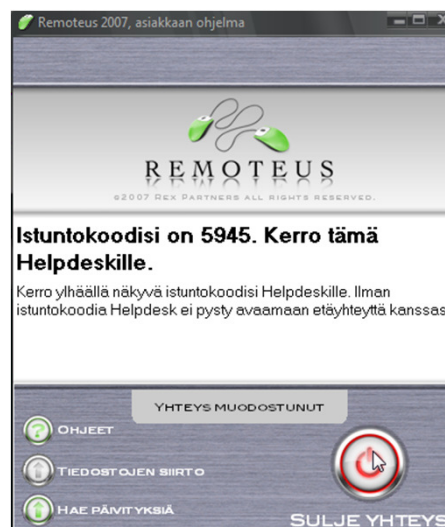 Remoteus 2007, asiakkaan ohjelma
REMOTEUS
©2007 REX PARTNERS ALL RIGHTS RESERVED.
Istuntokoodisi on 5945. Kerro tämä
Helpdeskille.
Kerro ylhäällä näkyvä istuntokoodisi Helpdeskille. Ilman
istuntokoodia Helpdesk ei pysty avaamaan etäyhteyttä kanssas
YHTEYS MUODOSTUNUT
OHJEET
TIEDOSTOJEN SIIRTO
HAE PÄIVITYKSIÄ
SULJE YHTEYS